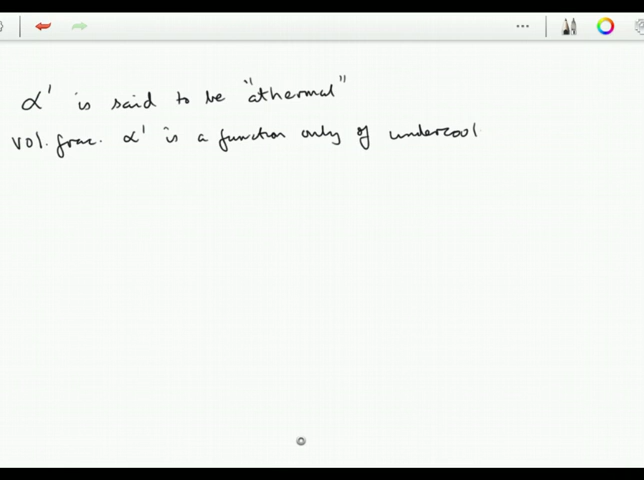 α' is said to be "athermal"
vol. frac. α' is a function only of undercool